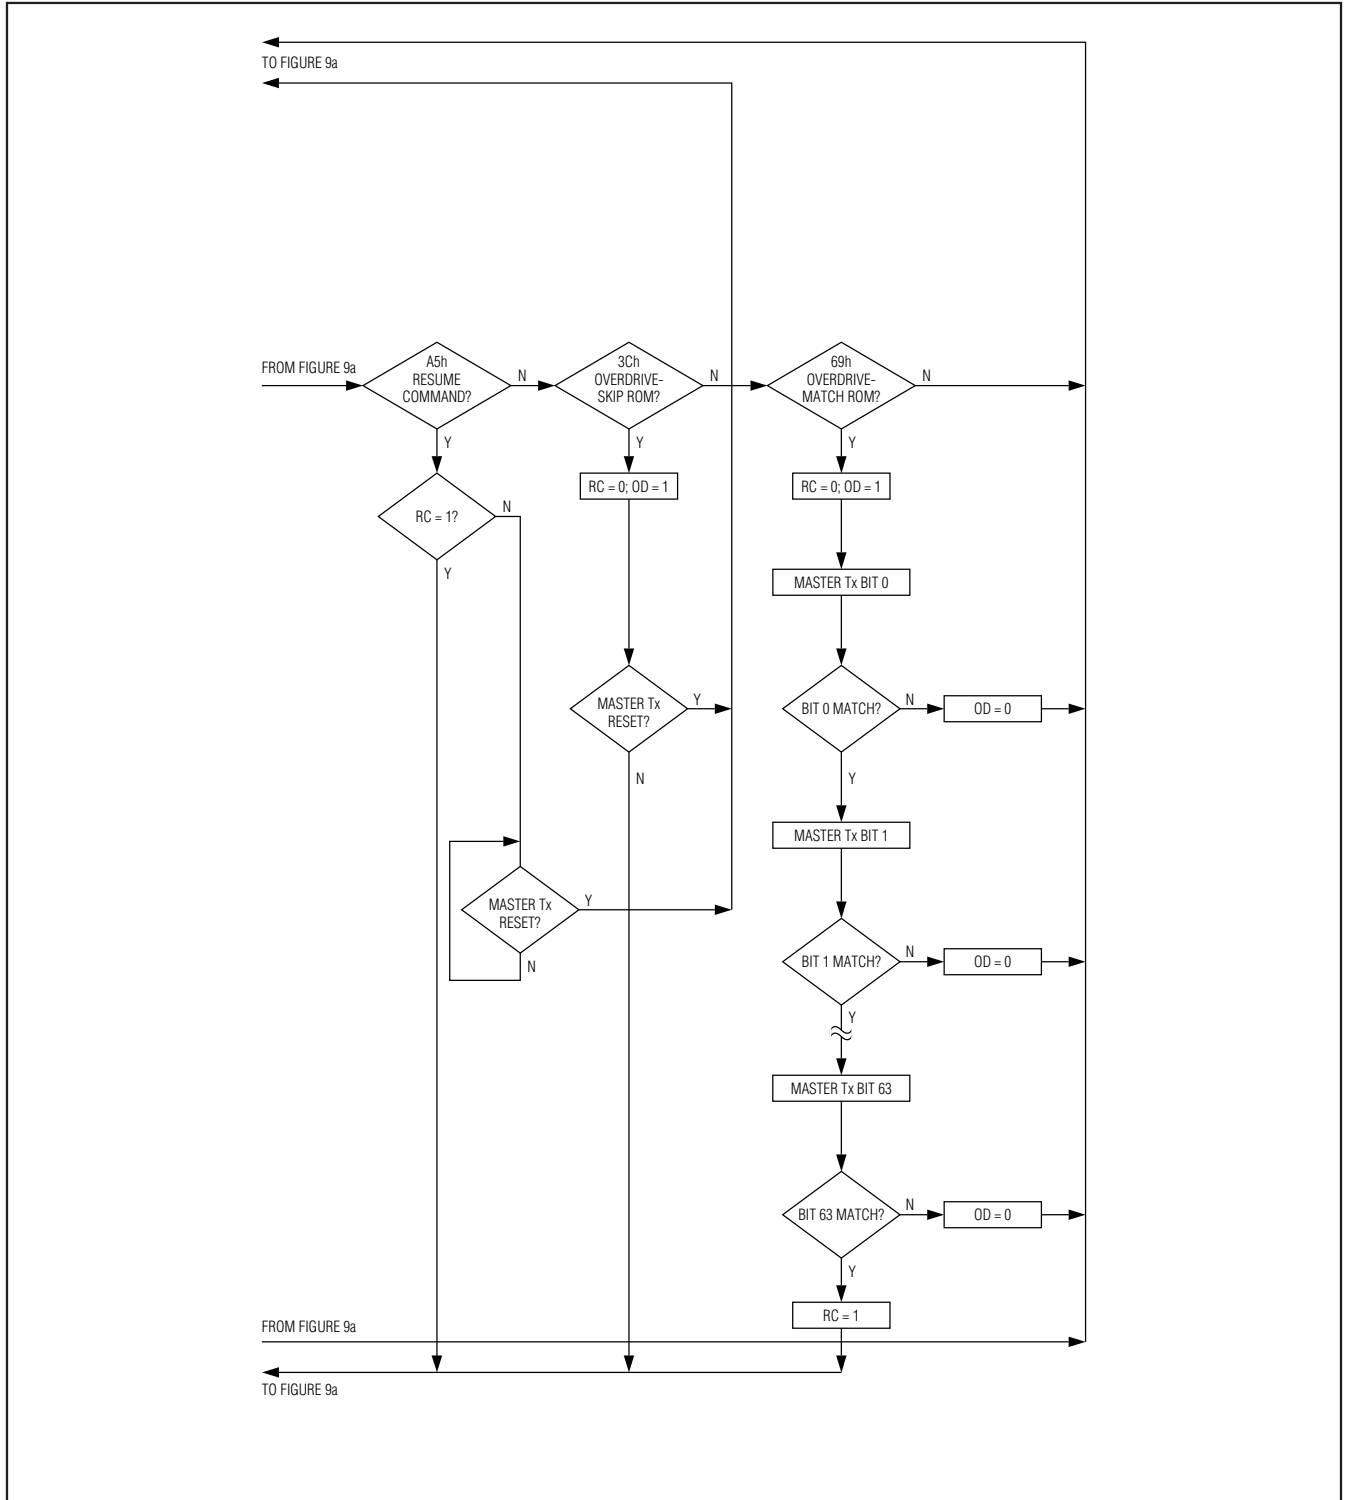 TO FIGURE 9a
FROM FIGURE 9a
A5h
RESUME
COMMAND?
N
3Ch
OVERDRIVE-
SKIP ROM?
N
69h
OVERDRIVE-
MATCH ROM?
N
Y
Y
Y
RC = 1?
N
RC = 0; OD = 1
RC = 0; OD = 1
Y
MASTER Tx BIT 0
MASTER Tx
RESET?
Y
BIT 0 MATCH?
N
OD = 0
N
Y
MASTER Tx BIT 1
MASTER Tx
RESET?
Y
N
BIT 1 MATCH?
N
OD = 0
Y
MASTER Tx BIT 63
BIT 63 MATCH?
N
OD = 0
Y
RC = 1
FROM FIGURE 9a
TO FIGURE 9a